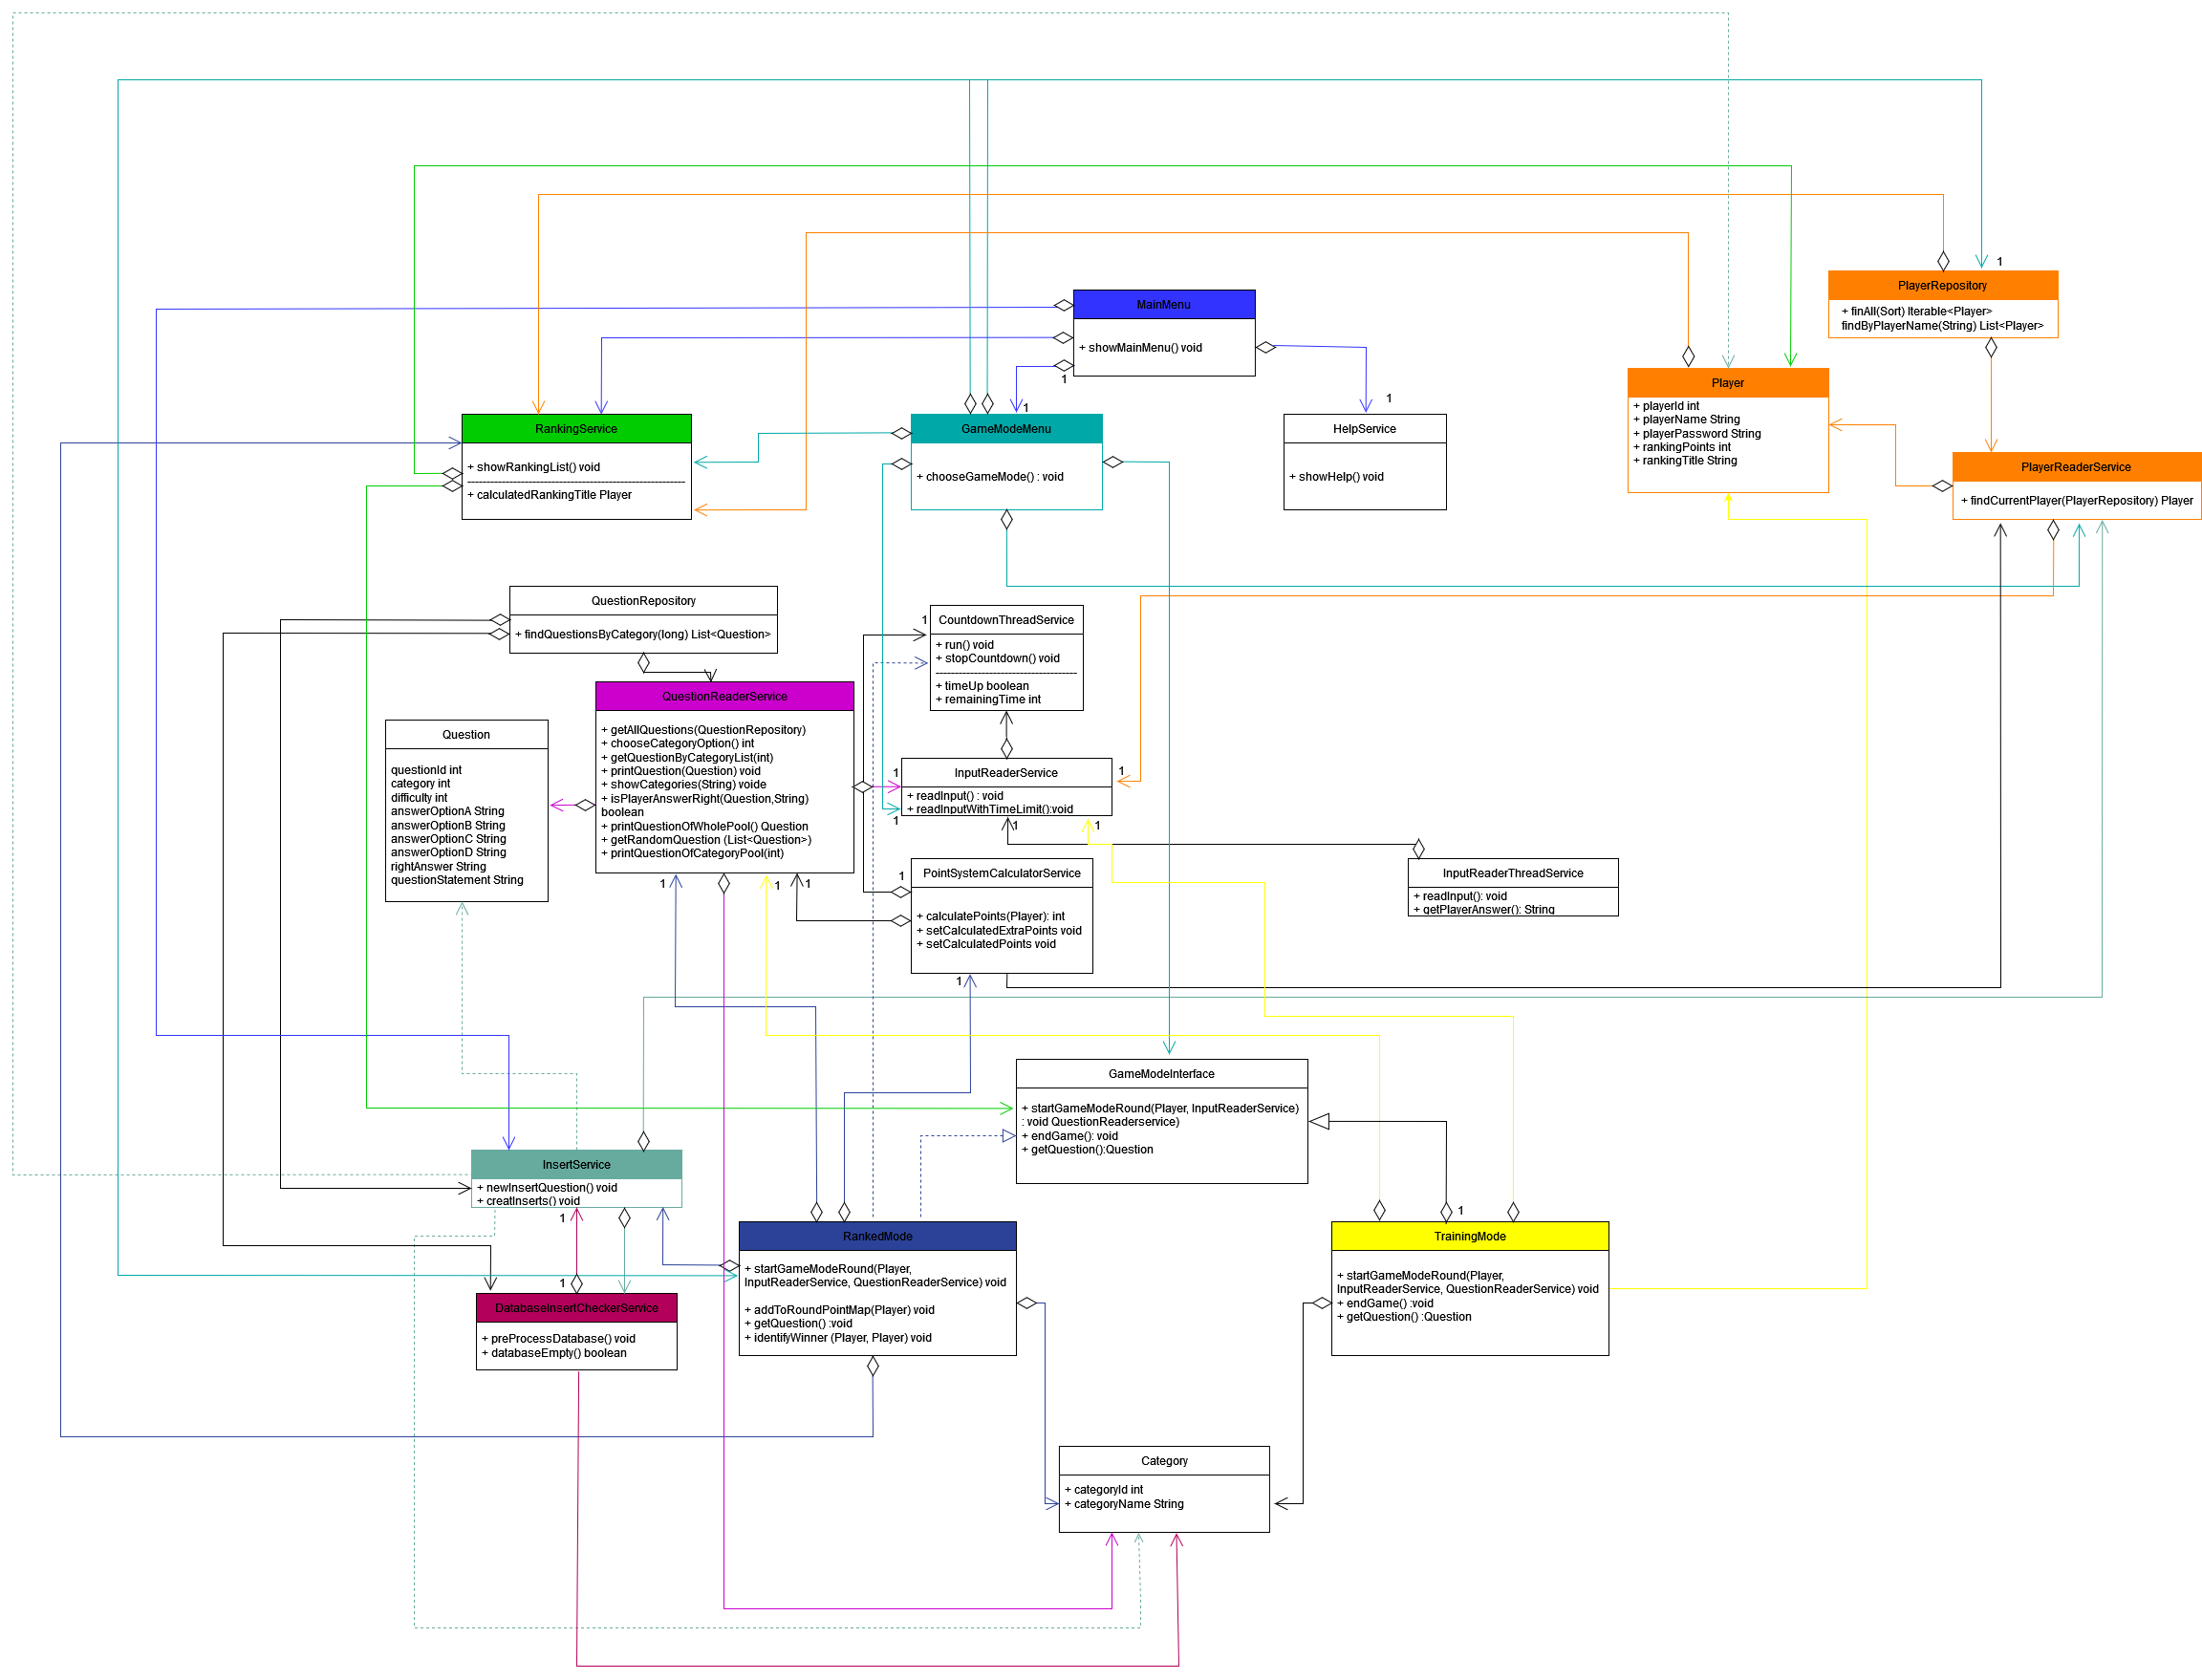 1
PlayerRepository
+ finAll(Sort) Iterable<Player>
findByPlayerName(String) List<Player>
MainMenu
+ showMainMenu() void
1
1
1
Player
+ playerId int
+ playerName String
+ playerPassword String
+ rankingPoints int
+ rankingTitle String
RankingService
+ showRankingList() void
------------------------------------------------------
+ calculatedRankingTitle Player
GameModeMenu
+ chooseGameMode() : void
HelpService
+ showHelp() void
PlayerReaderService
+ findCurrentPlayer(PlayerRepository) Player
QuestionRepository
+ findQuestionsByCategory(long) List<Question>
1
CountdownThreadService
+ run() void
+ stopCountdown() void
-----------------------------------
+ timeUp boolean
+ remainingTime int
QuestionReaderService
+ getAllQuestions(QuestionRepository)
+ chooseCategoryOption() int
+ getQuestionByCategoryList(int)
+ printQuestion(Question) void
+ showCategories(String) voide
+ isPlayerAnswerRight(Question,String)
boolean
+ printQuestionOfWholePool() Question
+ getRandomQuestion (List<Question>)
+ printQuestionOfCategoryPool(int)
Question
questionId int
category int
difficulty int
answerOptionA String
answerOptionB String
answerOptionC String
answerOptionD String
rightAnswer String
questionStatement String
1
1
InputReaderService
+ readInput() : void
+ readInputWithTimeLimit():void
1
1
1
InputReaderThreadService
+ readInput(): void
+ getPlayerAnswer(): String
1
1
1
1
PointSystemCalculatorService
+ calculatePoints(Player): int
+ setCalculatedExtraPoints void
+ setCalculatedPoints void
1
GameModeInterface
+ startGameModeRound(Player, InputReaderService)
: void QuestionReaderservice)
+ endGame(): void
+ getQuestion():Question
InsertService
+ newInsertQuestion() void
+ creatInserts() void
1
1
DatabaseInsertCheckerService
+ preProcessDatabase() void
+ databaseEmpty() boolean
RankedMode
+ startGameModeRound(Player,
InputReaderService, QuestionReaderService) void
+ addToRoundPointMap(Player) void
+ getQuestion() :void
+ identifyWinner (Player, Player) void
1
TrainingMode
+ startGameModeRound(Player,
InputReaderService, QuestionReaderService) void
+ endGame() :void
+ getQuestion() :Question
Category
+ categoryId int
+ categoryName String